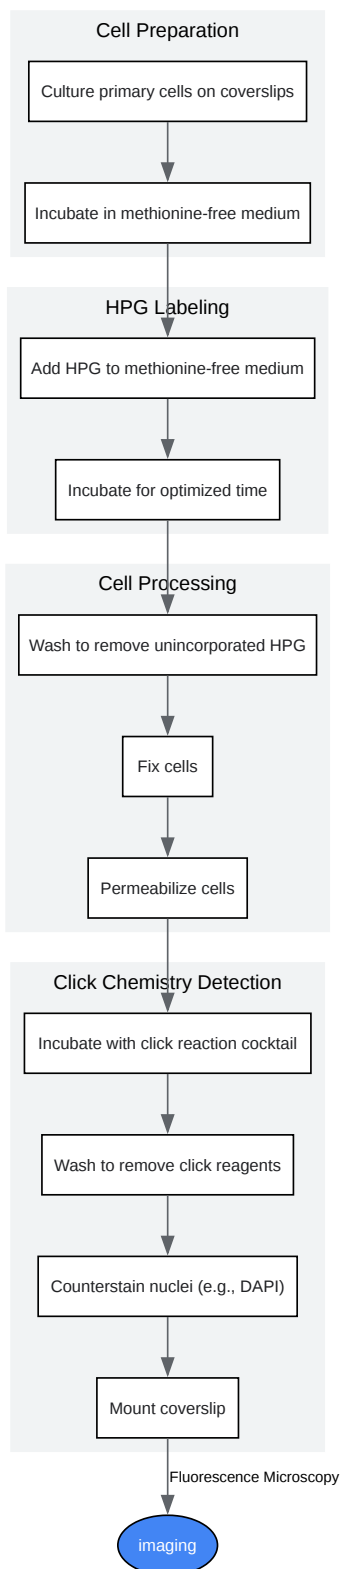 Cell Preparation
Culture primary cells on coverslips
Incubate in methionine-free medium
HPG Labeling
Add HPG to methionine-free medium
Incubate for optimized time
Cell Processing
Wash to remove unincorporated HPG
Fix cells
Permeabilize cells
Click Chemistry Detection
Incubate with click reaction cocktail
Wash to remove click reagents
Counterstain nuclei (e.g., DAPI)
Mount coverslip
Fluorescence Microscopy
imaging